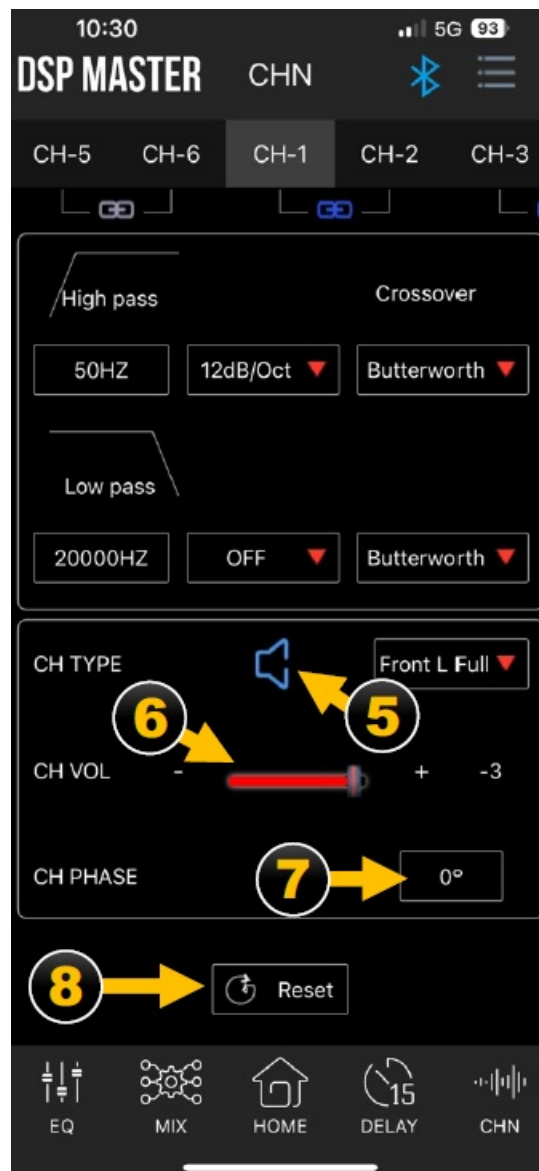 10:30 5G 93
DSP MASTER CHN
CH-5 CH-6 CH-1 CH-2 CH-3
High pass Crossover
50HZ 12dB/Oct Butterworth
Low pass
20000HZ OFF Butterworth
CH TYPE Front L Full
5
6
CH VOL - + -3
CH PHASE 7 0°
8 Reset
15
EQ MIX HOME DELAY CHN